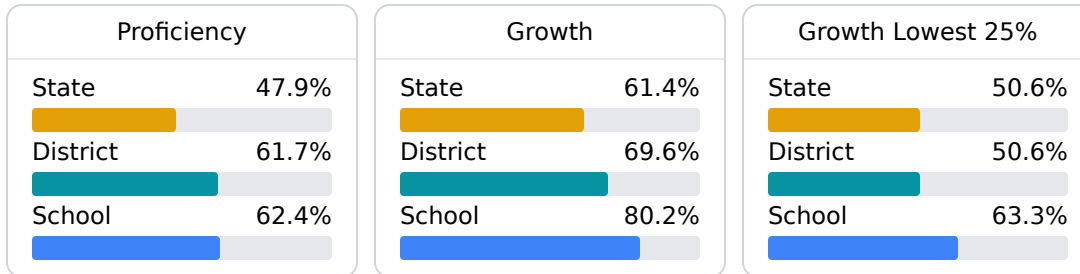 Proficiency
State 47.9%
District 61.7%
School 62.4%
Growth
State 61.4%
District 69.6%
School 80.2%
Growth Lowest 25%
State 50.6%
District 50.6%
School 63.3%